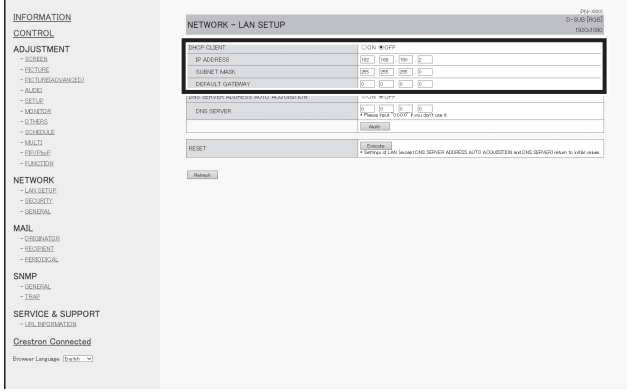 INFORMATION
CONTROL
ADJUSTMENT
- SCREEN
- PICTURE
- PICTURE(ADVANCED)
- AUDIO
- SETUP
- MONITOR
- OTHERS
- SCHEDULE
- MULTI
- PIP/PbyP
- FUNCTION
NETWORK
- LAN SETUP
- SECURITY
- GENERAL
MAIL
- ORIGINATOR
- RECIPIENT
- PERIODICAL
SNMP
- GENERAL
- TRAP
SERVICE & SUPPORT
- URL INFORMATION
Crestron Connected
Browser Language English
PN-XXXX
NETWORK - LAN SETUP
D-SUB [RGB]
1920x1080
DHCP CLIENT ON OFF
IP ADDRESS 192 168 150 2
SUBNET MASK 255 255 255 0
DEFAULT GATEWAY 0 0 0 0
DNS SERVER ADDRESS AUTO ACQUISITION ON OFF
DNS SERVER 0 0 0 0
* Please input "0.0.0.0" if you don't use it.
Apply
RESET Execute
* Settings of LAN (except DNS SERVER ADDRESS AUTO ACQUISITION and DNS SERVER) return to initial values.
Refresh